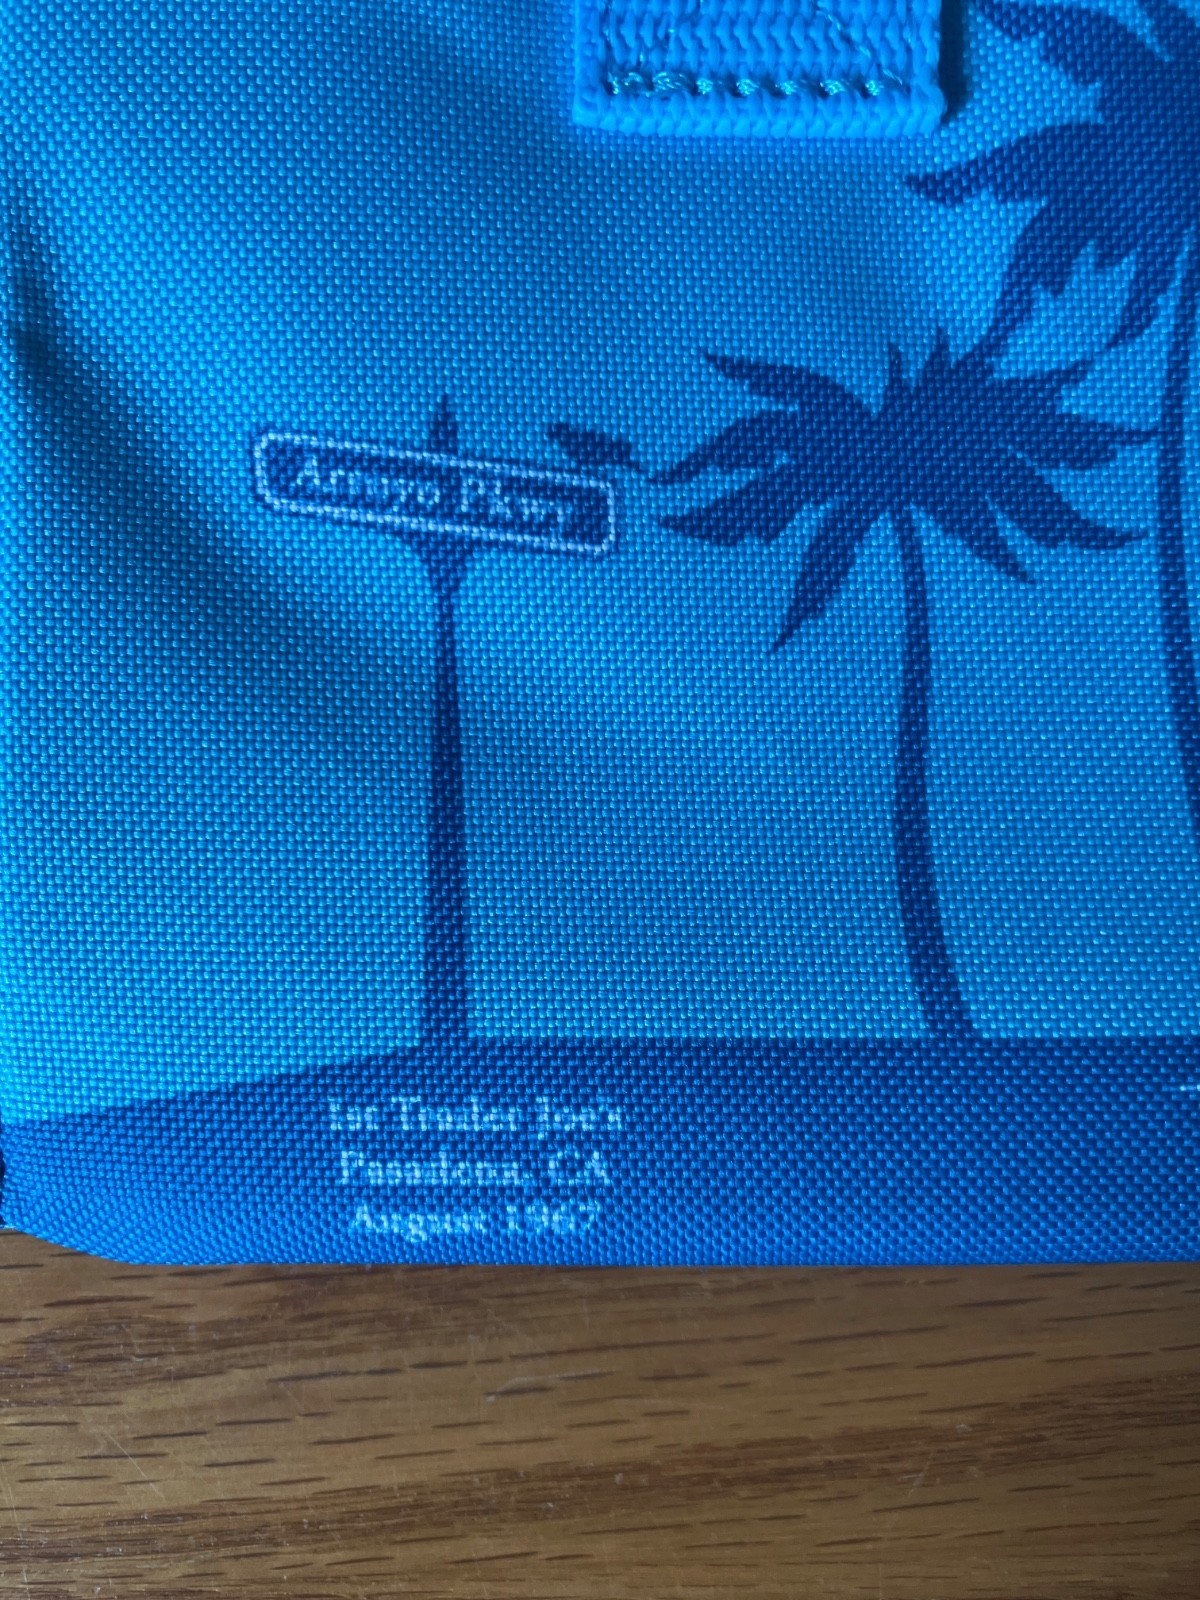 Arroyo Pkwy
1st Trader Joe's
Pasadena, CA
August 1967